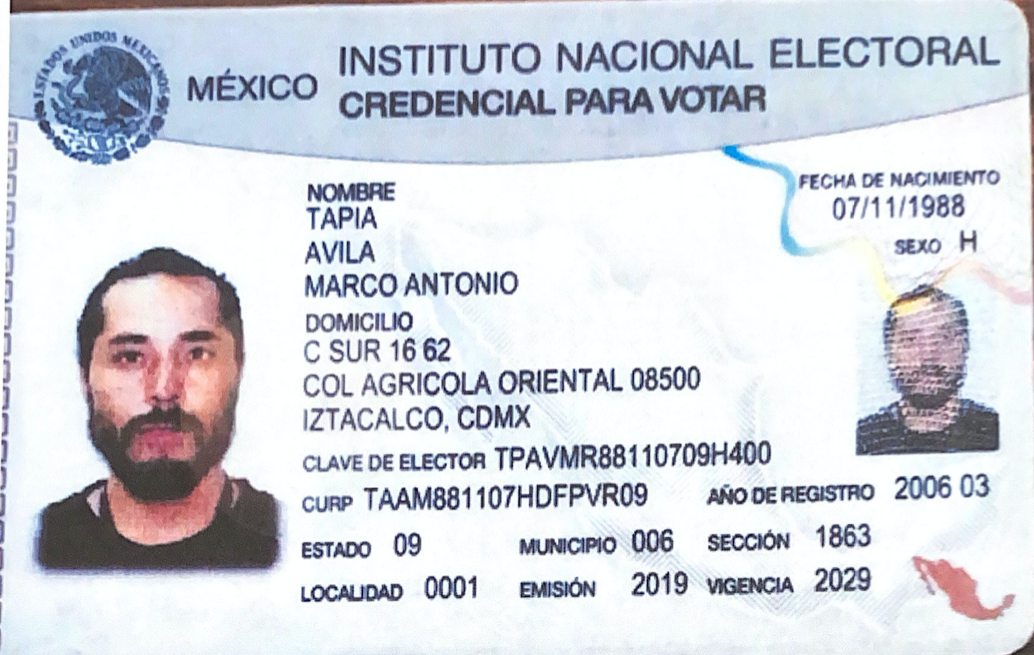 ESTADOS UNIDOS MEXICANOS
MÉXICO
INSTITUTO NACIONAL ELECTORAL
CREDENCIAL PARA VOTAR
NOMBRE
TAPIA
AVILA
MARCO ANTONIO
FECHA DE NACIMIENTO
07/11/1988
SEXO H
DOMICILIO
C SUR 16 62
COL AGRICOLA ORIENTAL 08500
IZTACALCO, CDMX
CLAVE DE ELECTOR TPAVMR88110709H400
CURP TAAM881107HDFPVR09 AÑO DE REGISTRO 2006 03
ESTADO 09 MUNICIPIO 006 SECCIÓN 1863
LOCALIDAD 0001 EMISIÓN 2019 VIGENCIA 2029